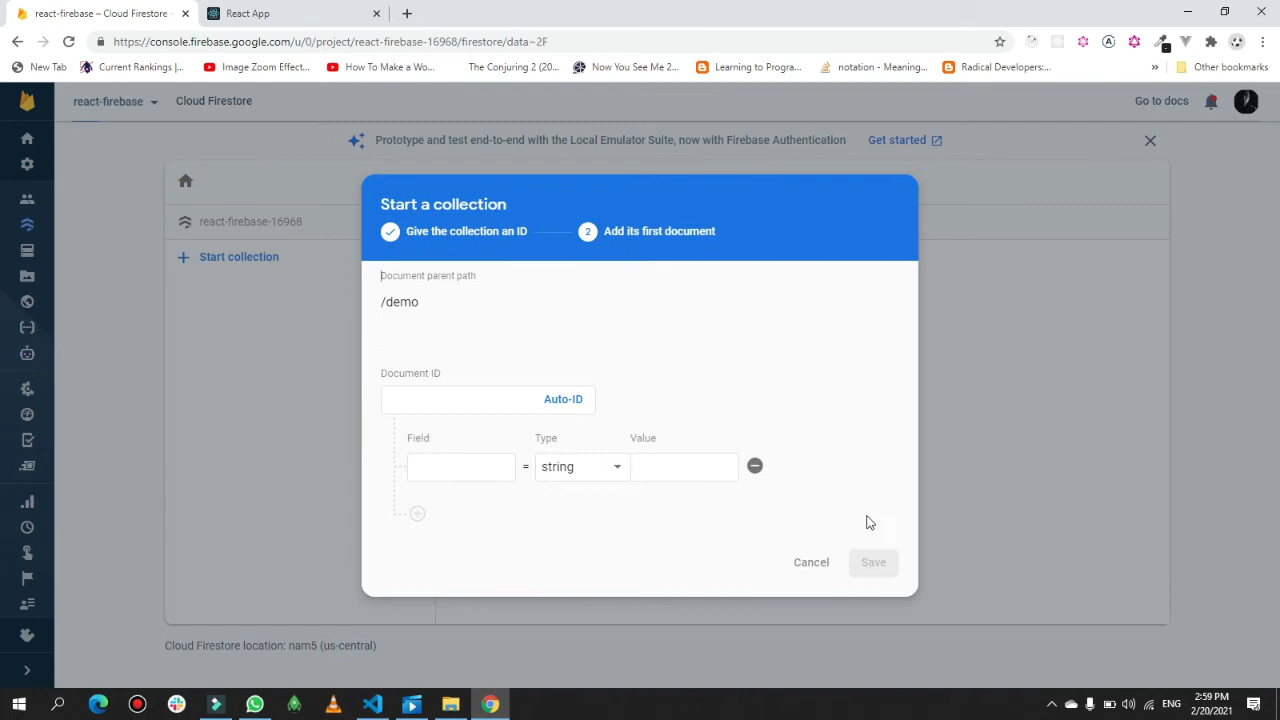 react-firebase – Cloud Firestore -
React App
https://console.firebase.google.com/u/0/project/react-firebase-16968/firestore/data~2F
New Tab
Current Rankings |...
Image Zoom Effect...
How To Make a Wo...
The Conjuring 2 (20...
Now You See Me 2...
Learning to Progra...
notation - Meaning...
Radical Developers:...
»
Other bookmarks
react-firebase
Cloud Firestore
Go to docs
Prototype and test end-to-end with the Local Emulator Suite, now with Firebase Authentication
Get started
react-firebase-16968
Start collection
Start a collection
Give the collection an ID
2 Add its first document
Document parent path
/demo
Document ID
Auto-ID
Field
Type
Value
=
string
Cancel
Save
Cloud Firestore location: nam5 (us-central)
ENG
2:59 PM
2/20/2021